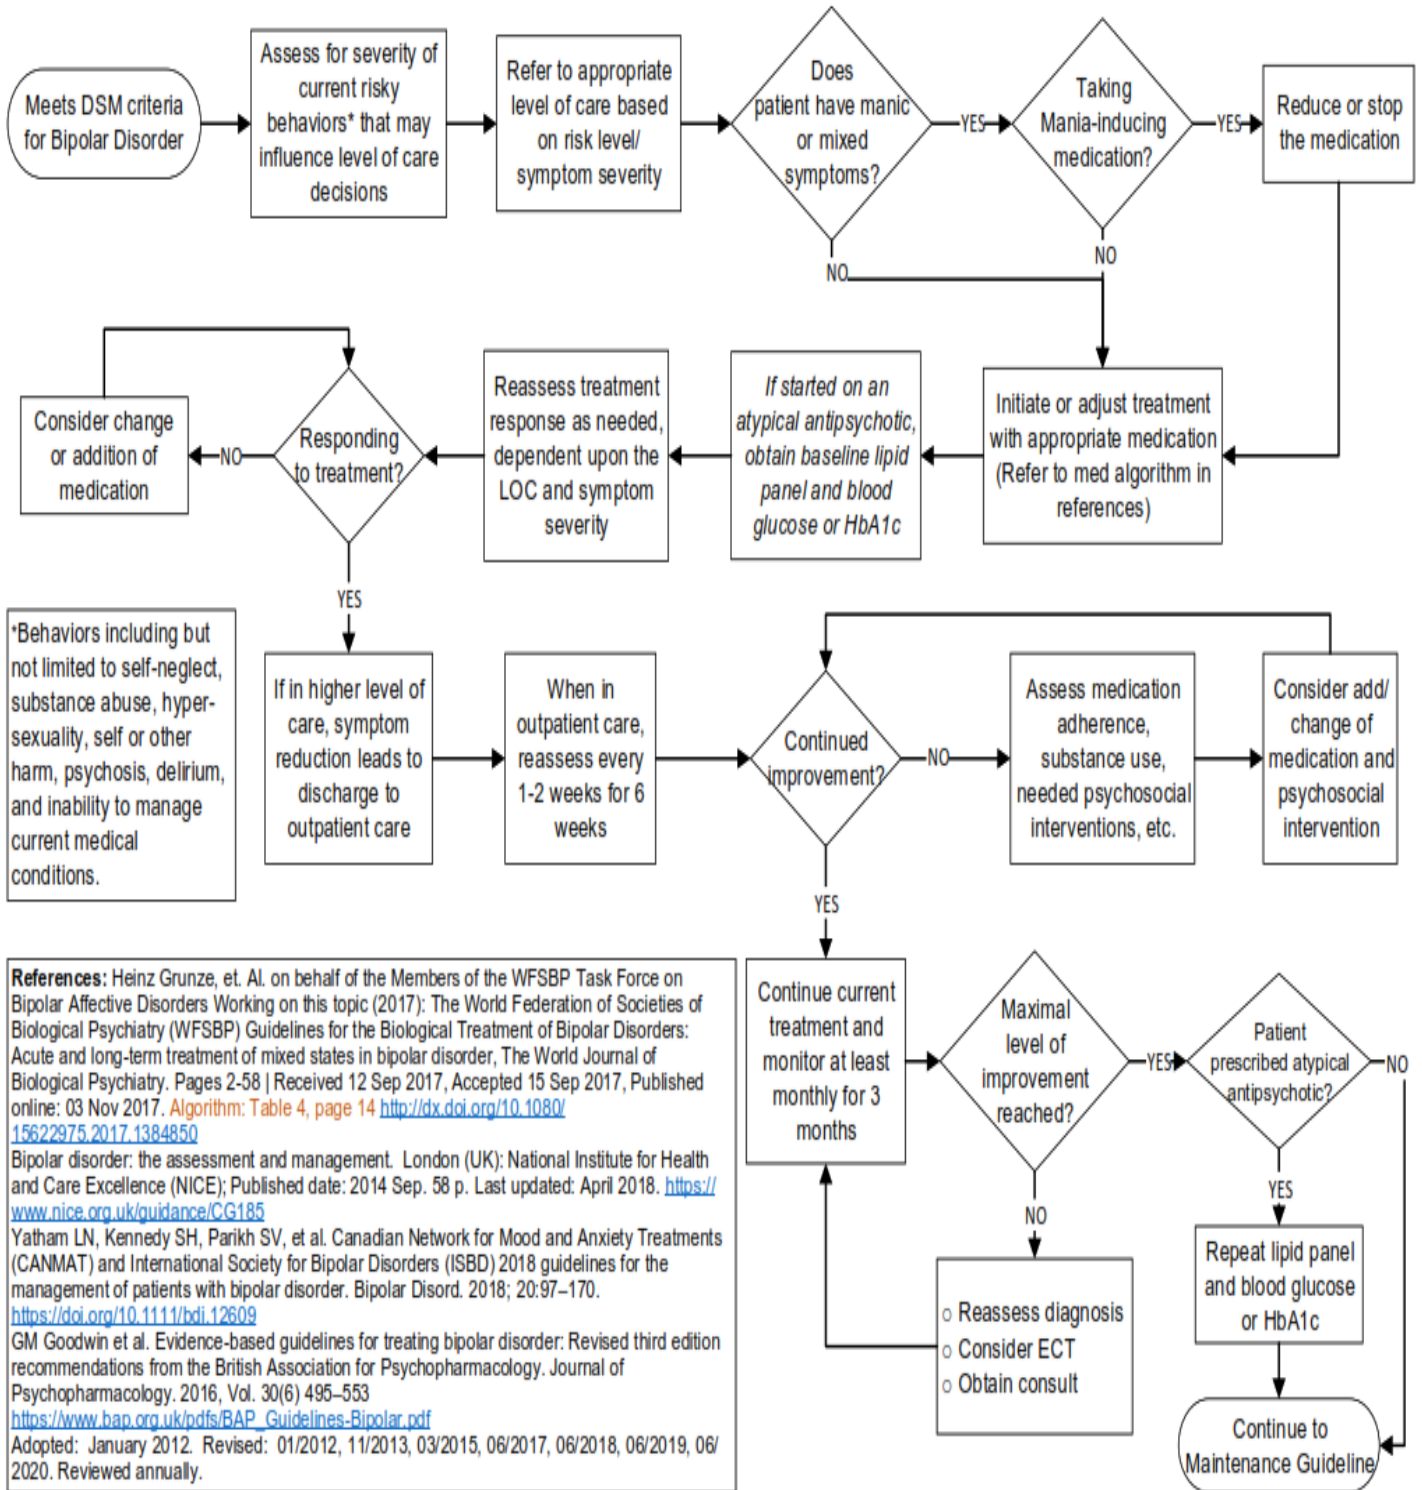 Meets DSM criteria
for Bipolar Disorder
Assess for severity of
current risky
behaviors* that may
influence level of care
decisions
Refer to appropriate
level of care based
on risk level/
symptom severity
Does
patient have manic
or mixed
symptoms?
YES
NO
Taking
Mania-inducing
medication?
YES
NO
Reduce or stop
the medication
Initiate or adjust treatment
with appropriate medication
(Refer to med algorithm in
references)
If started on an
atypical antipsychotic,
obtain baseline lipid
panel and blood
glucose or HbA1c
Reassess treatment
response as needed,
dependent upon the
LOC and symptom
severity
Responding
to treatment?
NO
Consider change
or addition of
medication
YES
*Behaviors including but
not limited to self-neglect,
substance abuse, hyper-
sexuality, self or other
harm, psychosis, delirium,
and inability to manage
current medical
conditions.
If in higher level of
care, symptom
reduction leads to
discharge to
outpatient care
When in
outpatient care,
reassess every
1-2 weeks for 6
weeks
Continued
improvement?
NO
Assess medication
adherence,
substance use,
needed psychosocial
interventions, etc.
Consider add/
change of
medication and
psychosocial
intervention
YES
Continue current
treatment and
monitor at least
monthly for 3
months
Maximal
level of
improvement
reached?
YES
NO
Reassess diagnosis
Consider ECT
Obtain consult
Patient
prescribed atypical
antipsychotic?
NO
YES
Repeat lipid panel
and blood glucose
or HbA1c
Continue to
Maintenance Guideline
References: Heinz Grunze, et. Al. on behalf of the Members of the WFSBP Task Force on
Bipolar Affective Disorders Working on this topic (2017): The World Federation of Societies of
Biological Psychiatry (WFSBP) Guidelines for the Biological Treatment of Bipolar Disorders:
Acute and long-term treatment of mixed states in bipolar disorder, The World Journal of
Biological Psychiatry. Pages 2-58 | Received 12 Sep 2017, Accepted 15 Sep 2017, Published
online: 03 Nov 2017. Algorithm: Table 4, page 14 http://dx.doi.org/10.1080/
15622975.2017.1384850
Bipolar disorder: the assessment and management. London (UK): National Institute for Health
and Care Excellence (NICE); Published date: 2014 Sep. 58 p. Last updated: April 2018. https://
www.nice.org.uk/guidance/CG185
Yatham LN, Kennedy SH, Parikh SV, et al. Canadian Network for Mood and Anxiety Treatments
(CANMAT) and International Society for Bipolar Disorders (ISBD) 2018 guidelines for the
management of patients with bipolar disorder. Bipolar Disord. 2018; 20:97–170.
https://doi.org/10.1111/bdi.12609
GM Goodwin et al. Evidence-based guidelines for treating bipolar disorder: Revised third edition
recommendations from the British Association for Psychopharmacology. Journal of
Psychopharmacology. 2016, Vol. 30(6) 495–553
https://www.bap.org.uk/pdfs/BAP_Guidelines-Bipolar.pdf
Adopted: January 2012. Revised: 01/2012, 11/2013, 03/2015, 06/2017, 06/2018, 06/2019, 06/
2020. Reviewed annually.